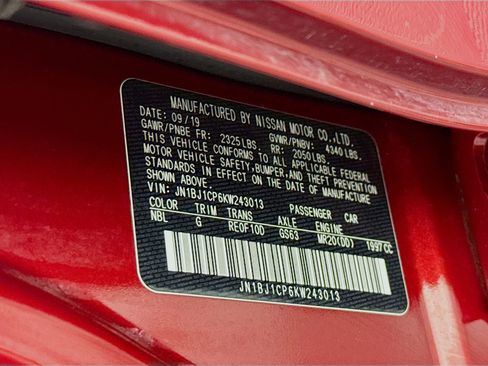 MANUFACTURED BY NISSAN MOTOR CO.,LTD.
DATE: 09/19 GVWR/PNBV: 4340 LBS.
GAWR/PNBE FR: 2325LBS. RR: 2050LBS.
THIS VEHICLE CONFORMS TO ALL APPLICABLE FEDERAL
MOTOR VEHICLE SAFETY,BUMPER,AND THEFT PREVENTION
STANDARDS IN EFFECT ON THE DATE OF MANUFACTURE
SHOWN ABOVE.
VIN: JN1BJ1CP6KW243013 PASSENGER CAR
COLOR TRIM TRANS AXLE ENGINE
NBL G RE0F10D GS63 MR20(DD) 1997CC
JN1BJ1CP6KW243013